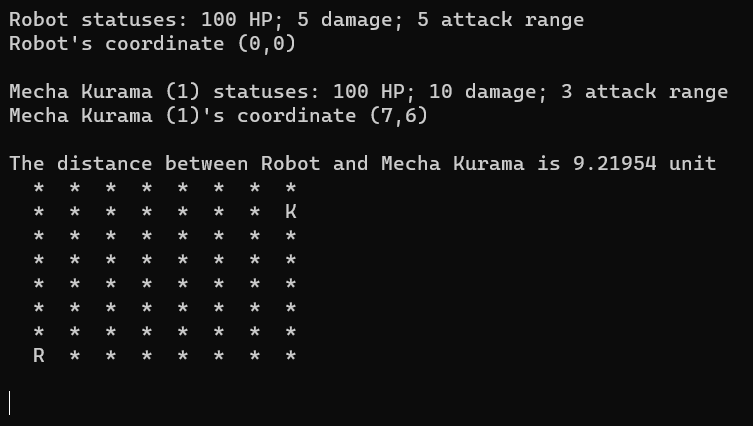 Robot statuses: 100 HP; 5 damage; 5 attack range
Robot's coordinate (0,0)
Mecha Kurama (1) statuses: 100 HP; 10 damage; 3 attack range
Mecha Kurama (1)'s coordinate (7,6)
The distance between Robot and Mecha Kurama is 9.21954 unit
* * * * * * * *
* * * * * * * K
* * * * * * * *
* * * * * * * *
* * * * * * * *
* * * * * * * *
* * * * * * * *
R * * * * * * *